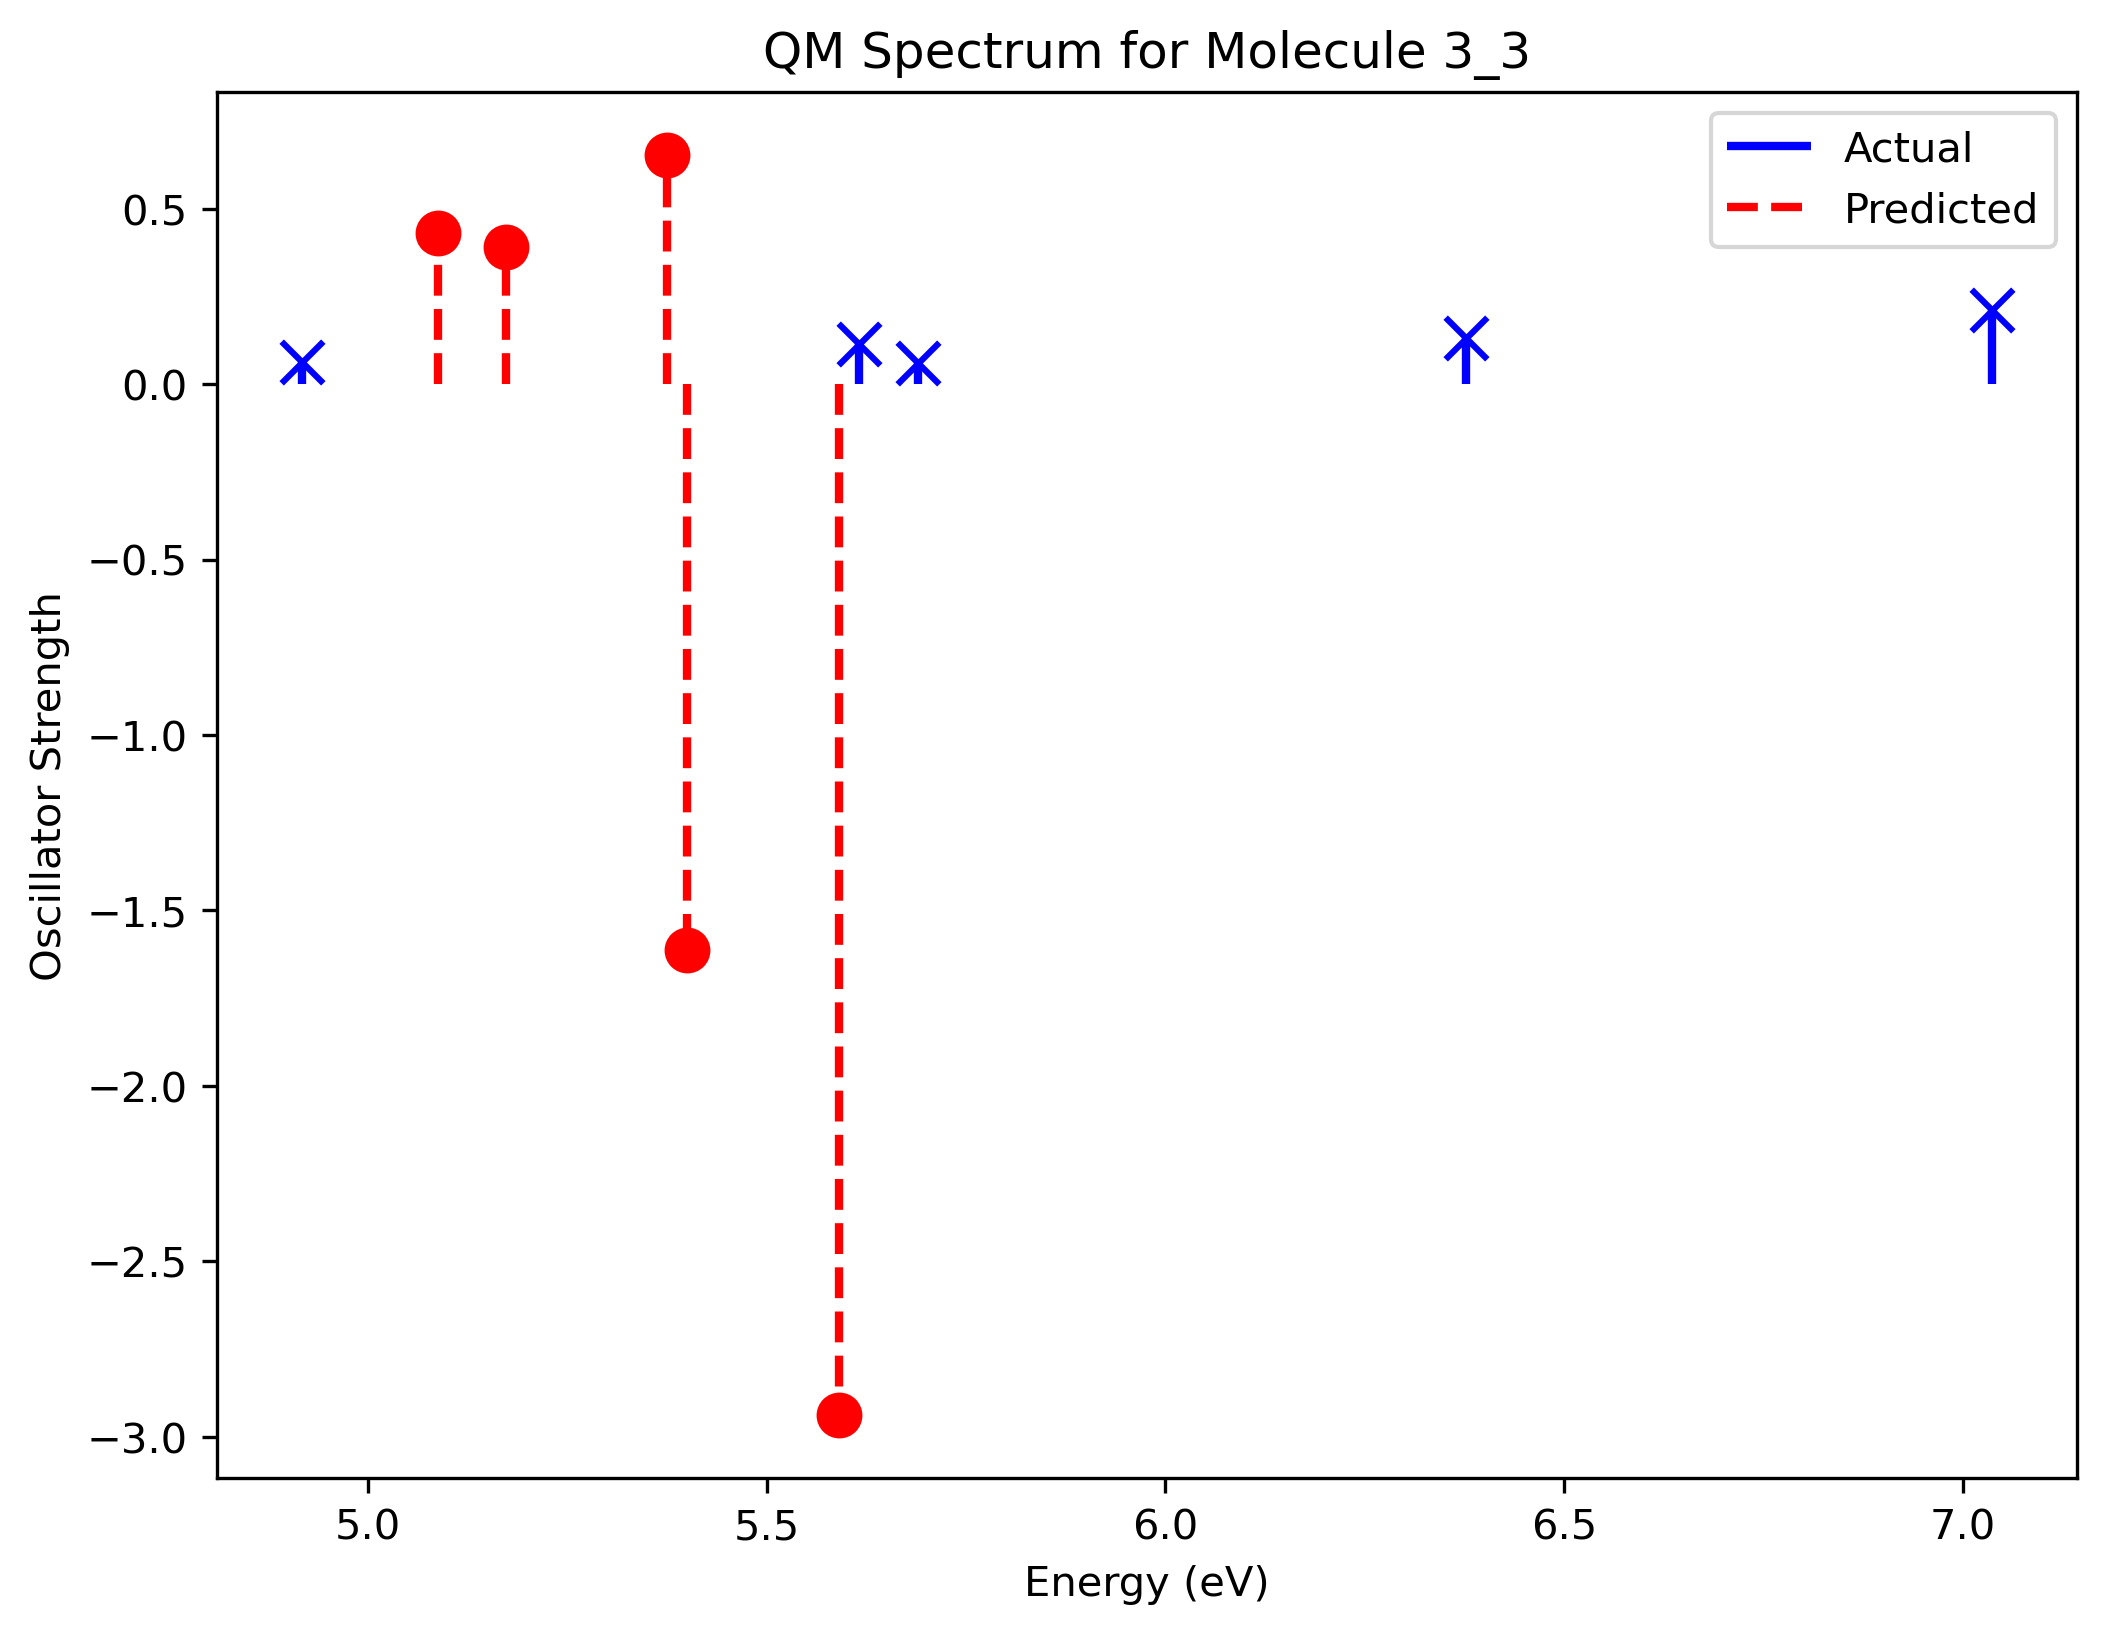 QM Spectrum for Molecule 3_3
Actual
Predicted
0.5
0.0
−0.5
−1.0
−1.5
−2.0
−2.5
−3.0
Oscillator Strength
5.0 5.5 6.0 6.5 7.0
Energy (eV)